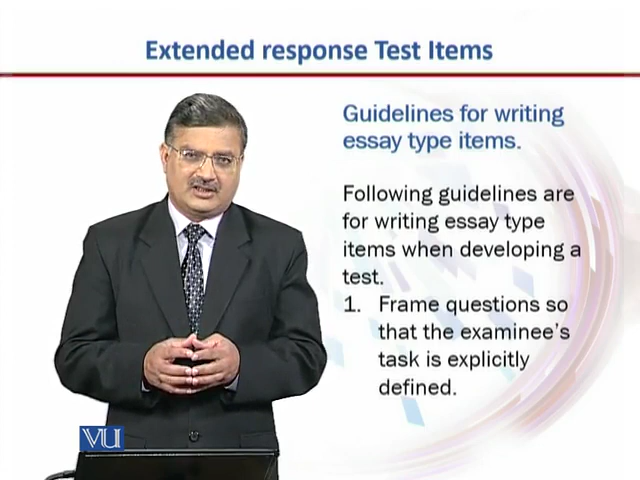 Extended response Test Items
Guidelines for writing
essay type items.
Following guidelines are
for writing essay type
items when developing a
test.
1. Frame questions so
that the examinee's
task is explicitly
defined.
VU